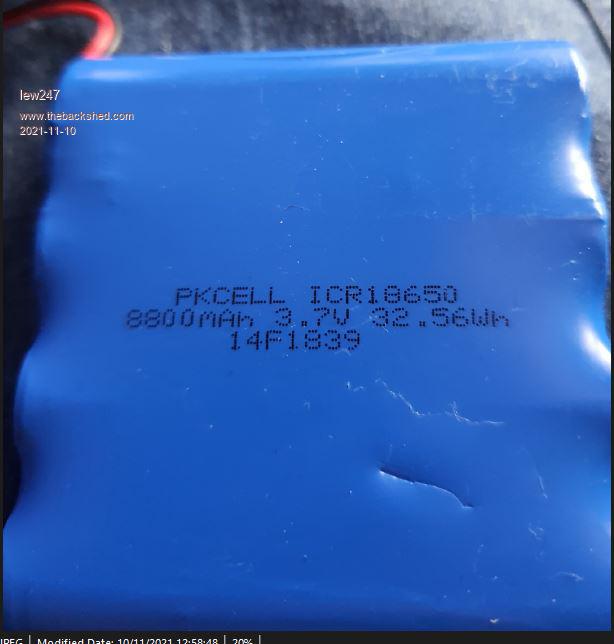 lew247
www.thebackshed.com
2021-11-10
PKCELL ICR18650
8800mAh 3.7V 32.56Wh
14F1839
JPEG | Modified Date: 10/11/2021 12:58:48 | 20% |